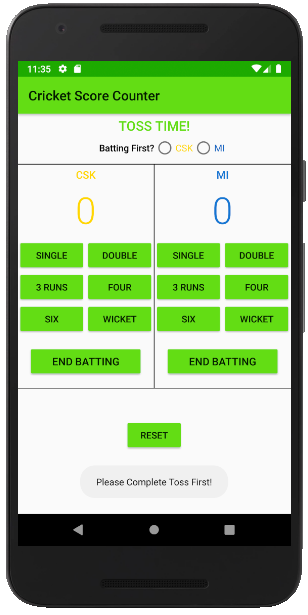 11:35
Cricket Score Counter
TOSS TIME!
Batting First? CSK MI
CSK MI
0 0
SINGLE DOUBLE SINGLE DOUBLE
3 RUNS FOUR 3 RUNS FOUR
SIX WICKET SIX WICKET
END BATTING END BATTING
RESET
Please Complete Toss First!